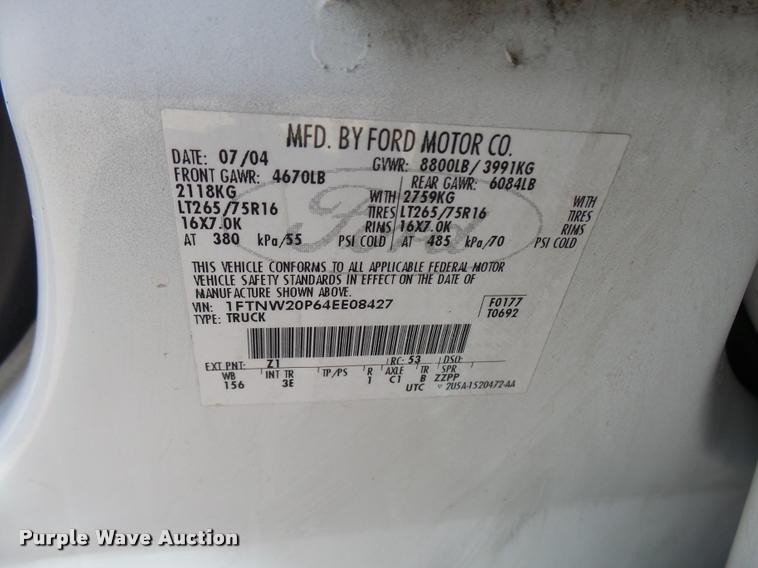 MFD. BY FORD MOTOR CO.
DATE: 07/04 GVWR: 8800LB/3991KG
FRONT GAWR: 4670LB REAR GAWR: 6084LB
2118KG WITH 2759KG WITH
LT265/75R16 TIRES LT265/75R16 TIRES
16X7.0K RIMS 16X7.0K RIMS
AT 380 kPa/55 PSI COLD AT 485 kPa/70 PSI COLD
Ford
THIS VEHICLE CONFORMS TO ALL APPLICABLE FEDERAL MOTOR
VEHICLE SAFETY STANDARDS IN EFFECT ON THE DATE OF
MANUFACTURE SHOWN ABOVE.
VIN: 1FTNW20P64EE08427 F0177
TYPE: TRUCK T0692
EXT PNT: Z1 RC: 53 DSO:
WB INT TR TP/PS R AXLE TR SPR
156 3E 1 C1 B ZZPP
UTC 2U5A-1520472-AA
Purple Wave Auction